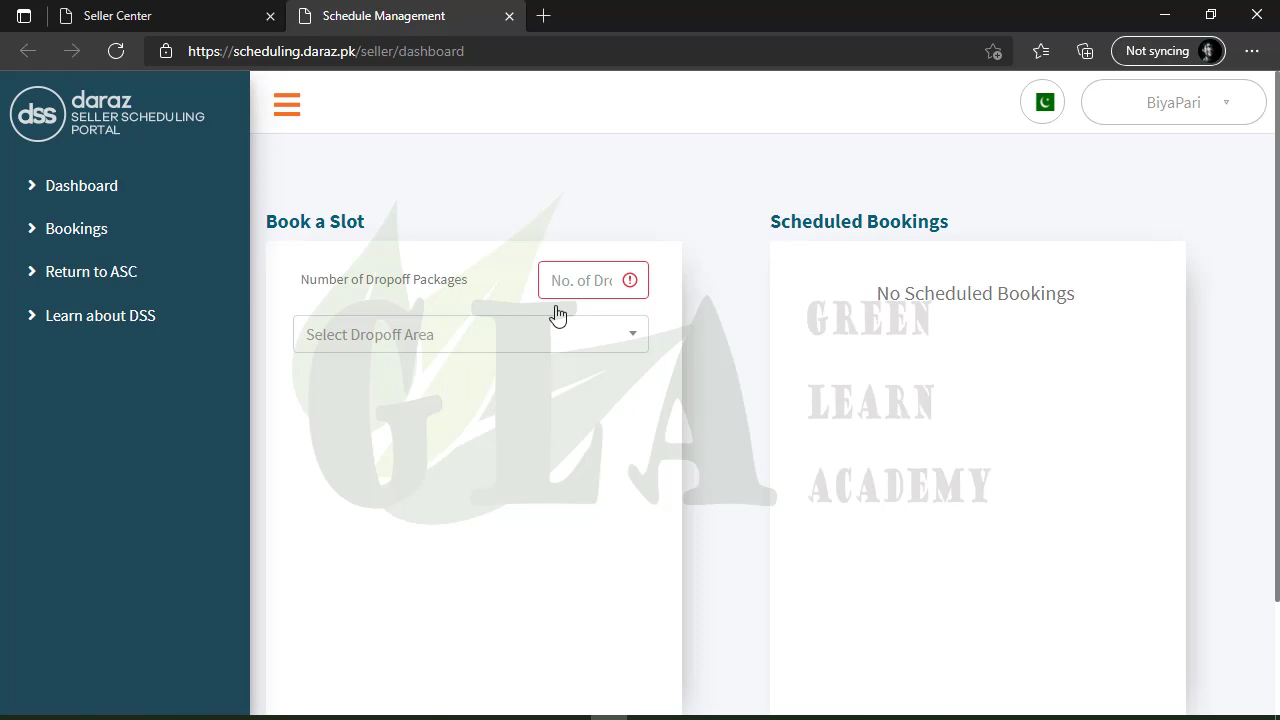 Seller Center
Schedule Management
https://scheduling.daraz.pk/seller/dashboard
Not syncing
dss
daraz
SELLER SCHEDULING
PORTAL
BiyaPari
Dashboard
Bookings
Return to ASC
Learn about DSS
Book a Slot
Number of Dropoff Packages
No. of Dr
Select Dropoff Area
Scheduled Bookings
No Scheduled Bookings
GLA
GREEN
LEARN
ACADEMY